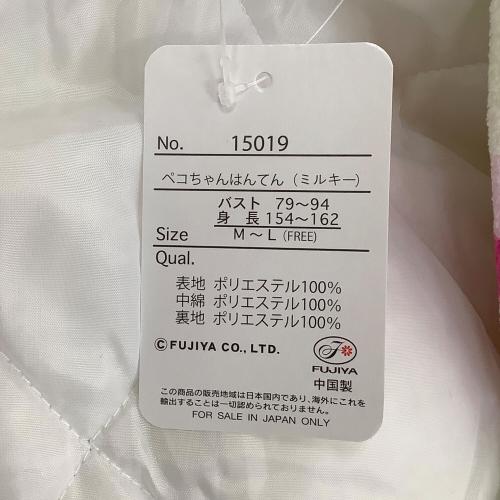 No. 15019
ペコちゃんはんてん（ミルキー）
バスト 79～94
身 長 154～162
Size M～L (FREE)
Qual.
表地 ポリエステル100%
中綿 ポリエステル100%
裏地 ポリエステル100%
©FUJIYA CO., LTD.
FUJIYA
中国製
この商品の販売地域は日本国内であり、海外にこれを
輸出することは一切認められておりません。
FOR SALE IN JAPAN ONLY